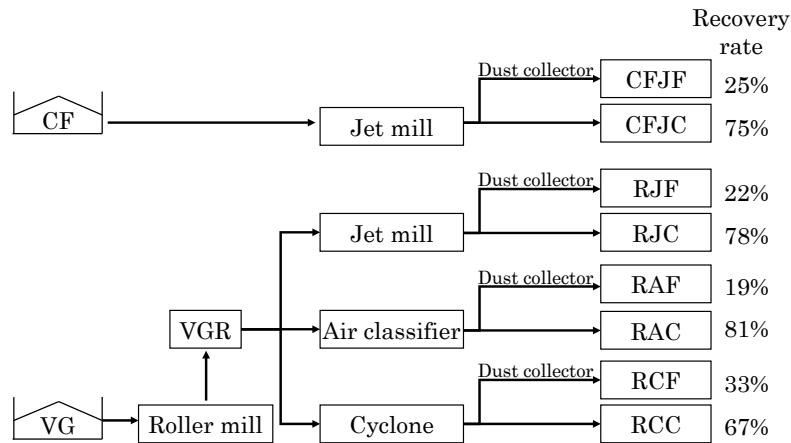 Recovery
rate
Dust collector
CFJF
25%
CF
Jet mill
CFJC
75%
Dust collector
RJF
22%
Jet mill
RJC
78%
Dust collector
RAF
19%
VGR
Air classifier
RAC
81%
Dust collector
RCF
33%
VG
Roller mill
Cyclone
RCC
67%